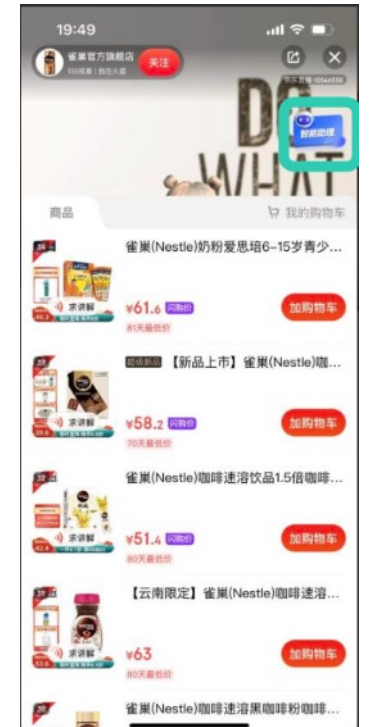 19:49
雀巢官方旗舰店
关注
DO
WHAT
智能助理
商品
我的购物车
雀巢(Nestle)奶粉爱思培6-15岁青少...
求讲解
¥61.6 闪购价
加购物车
81天最低价
超级新品 【新品上市】雀巢(Nestle)咖...
求讲解
¥58.2 闪购价
加购物车
70天最低价
雀巢(Nestle)咖啡速溶饮品1.5倍咖啡...
求讲解
¥51.4 闪购价
加购物车
80天最低价
【云南限定】雀巢(Nestle)咖啡速溶...
求讲解
¥63
加购物车
80天最低价
雀巢(Nestle)咖啡速溶黑咖啡粉咖啡...